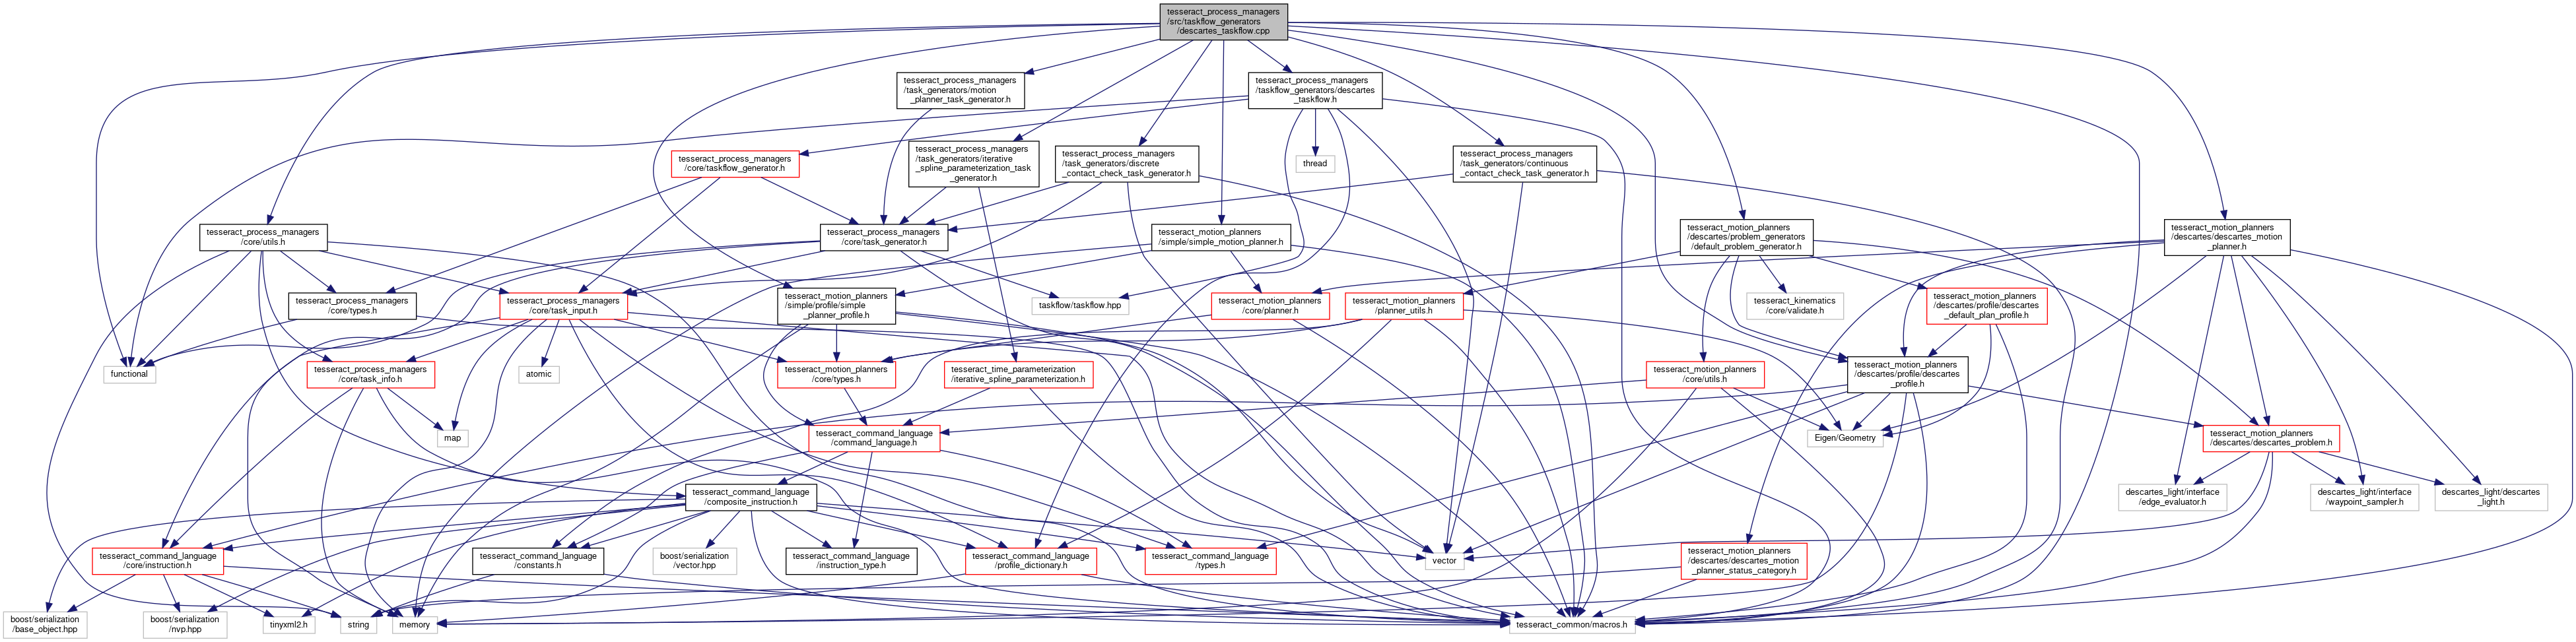 tesseract_process_managers
/src/taskflow_generators
/descartes_taskflow.cpp
tesseract_process_managers
/task_generators/motion
_planner_task_generator.h
tesseract_process_managers
/taskflow_generators/descartes
_taskflow.h
tesseract_process_managers
/core/taskflow_generator.h
tesseract_process_managers
/task_generators/iterative
_spline_parameterization_task
_generator.h
tesseract_process_managers
/task_generators/discrete
_contact_check_task_generator.h
thread
tesseract_process_managers
/task_generators/continuous
_contact_check_task_generator.h
tesseract_process_managers
/core/utils.h
tesseract_process_managers
/core/task_generator.h
tesseract_motion_planners
/simple/simple_motion_planner.h
tesseract_motion_planners
/descartes/problem_generators
/default_problem_generator.h
tesseract_motion_planners
/descartes/descartes_motion
_planner.h
tesseract_process_managers
/core/types.h
tesseract_process_managers
/core/task_input.h
tesseract_motion_planners
/simple/profile/simple
_planner_profile.h
taskflow/taskflow.hpp
tesseract_motion_planners
/core/planner.h
tesseract_motion_planners
/planner_utils.h
tesseract_kinematics
/core/validate.h
tesseract_motion_planners
/descartes/profile/descartes
_default_plan_profile.h
functional
tesseract_process_managers
/core/task_info.h
atomic
tesseract_motion_planners
/core/types.h
tesseract_time_parameterization
/iterative_spline_parameterization.h
tesseract_motion_planners
/core/utils.h
tesseract_motion_planners
/descartes/profile/descartes
_profile.h
map
tesseract_command_language
/command_language.h
Eigen/Geometry
tesseract_motion_planners
/descartes/descartes_problem.h
tesseract_command_language
/composite_instruction.h
descartes_light/interface
/edge_evaluator.h
descartes_light/interface
/waypoint_sampler.h
descartes_light/descartes
_light.h
tesseract_command_language
/core/instruction.h
tesseract_command_language
/constants.h
boost/serialization
/vector.hpp
tesseract_command_language
/instruction_type.h
tesseract_command_language
/profile_dictionary.h
tesseract_command_language
/types.h
vector
tesseract_motion_planners
/descartes/descartes_motion
_planner_status_category.h
boost/serialization
/base_object.hpp
boost/serialization
/nvp.hpp
tinyxml2.h
string
memory
tesseract_common/macros.h